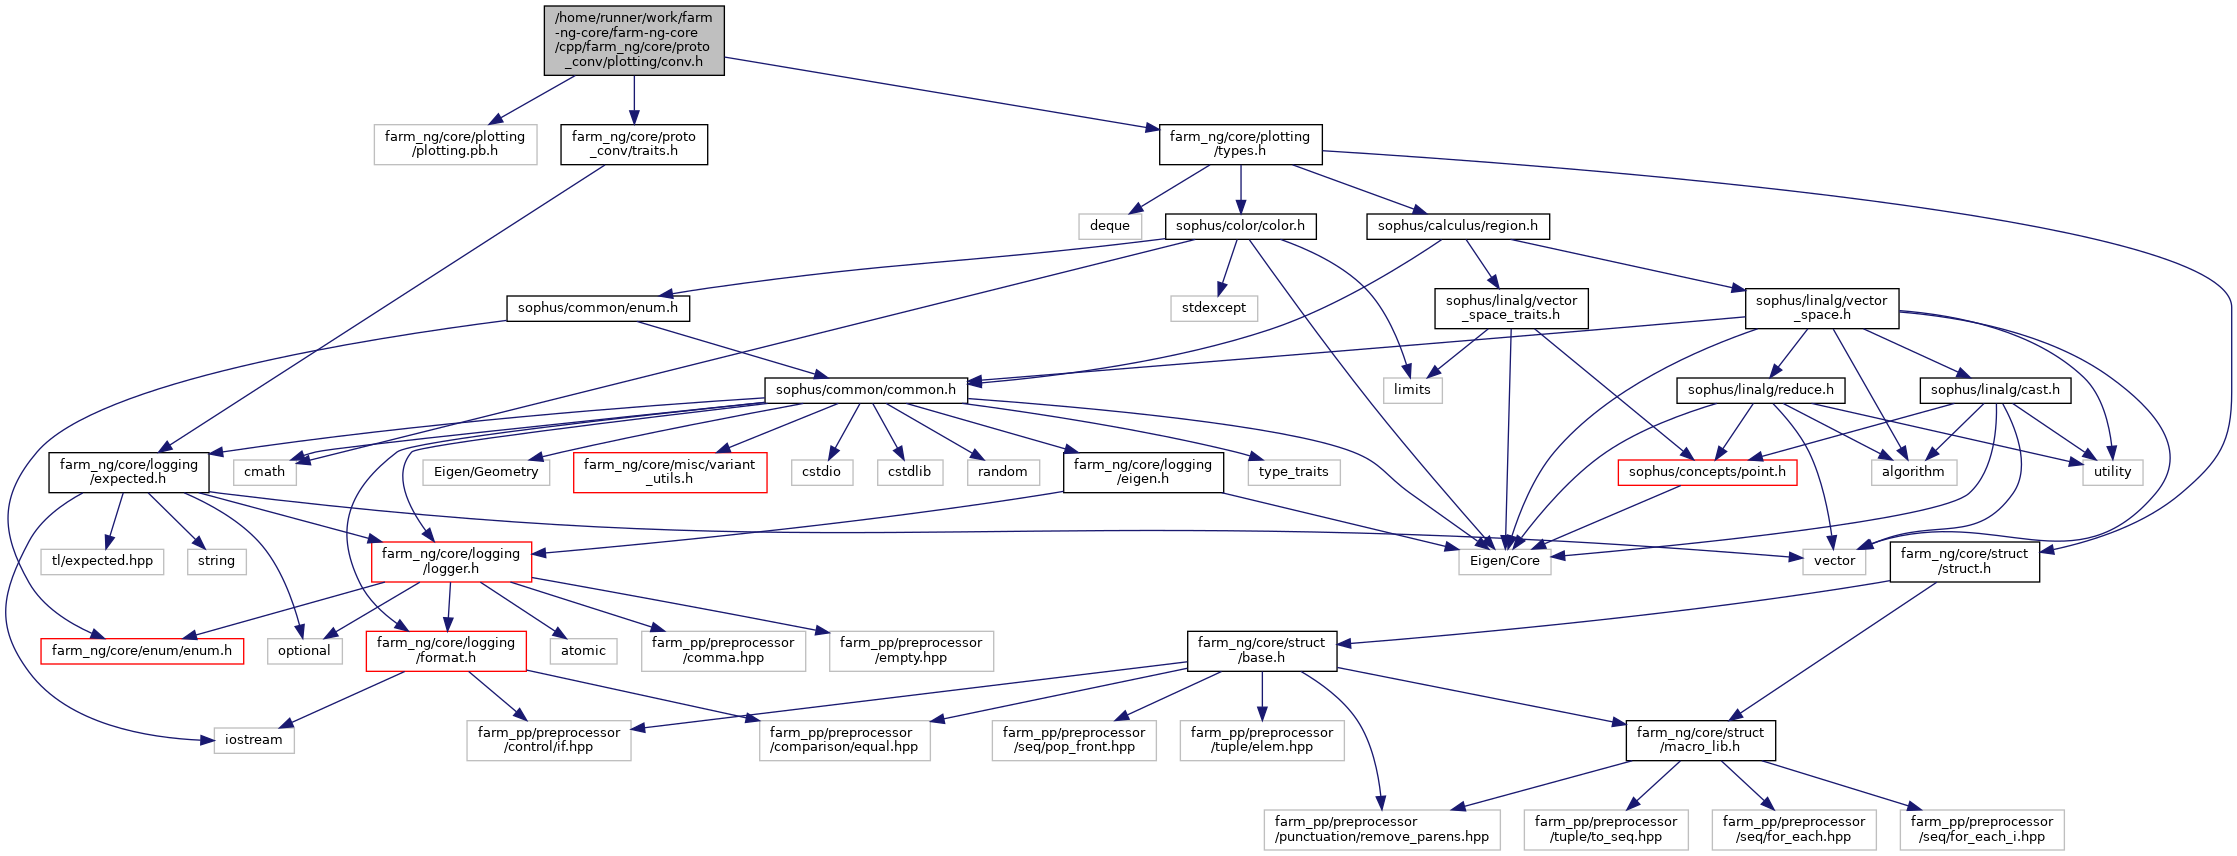 /home/runner/work/farm
-ng-core/farm-ng-core
/cpp/farm_ng/core/proto
_conv/plotting/conv.h
farm_ng/core/plotting
/plotting.pb.h
farm_ng/core/proto
_conv/traits.h
farm_ng/core/plotting
/types.h
deque
sophus/color/color.h
sophus/calculus/region.h
sophus/common/enum.h
stdexcept
sophus/linalg/vector
_space_traits.h
sophus/linalg/vector
_space.h
sophus/common/common.h
limits
sophus/linalg/reduce.h
sophus/linalg/cast.h
farm_ng/core/logging
/expected.h
cmath
Eigen/Geometry
farm_ng/core/misc/variant
_utils.h
cstdio
cstdlib
random
farm_ng/core/logging
/eigen.h
type_traits
sophus/concepts/point.h
algorithm
utility
tl/expected.hpp
string
farm_ng/core/logging
/logger.h
Eigen/Core
vector
farm_ng/core/struct
/struct.h
farm_ng/core/enum/enum.h
optional
farm_ng/core/logging
/format.h
atomic
farm_pp/preprocessor
/comma.hpp
farm_pp/preprocessor
/empty.hpp
farm_ng/core/struct
/base.h
iostream
farm_pp/preprocessor
/control/if.hpp
farm_pp/preprocessor
/comparison/equal.hpp
farm_pp/preprocessor
/seq/pop_front.hpp
farm_pp/preprocessor
/tuple/elem.hpp
farm_ng/core/struct
/macro_lib.h
farm_pp/preprocessor
/punctuation/remove_parens.hpp
farm_pp/preprocessor
/tuple/to_seq.hpp
farm_pp/preprocessor
/seq/for_each.hpp
farm_pp/preprocessor
/seq/for_each_i.hpp